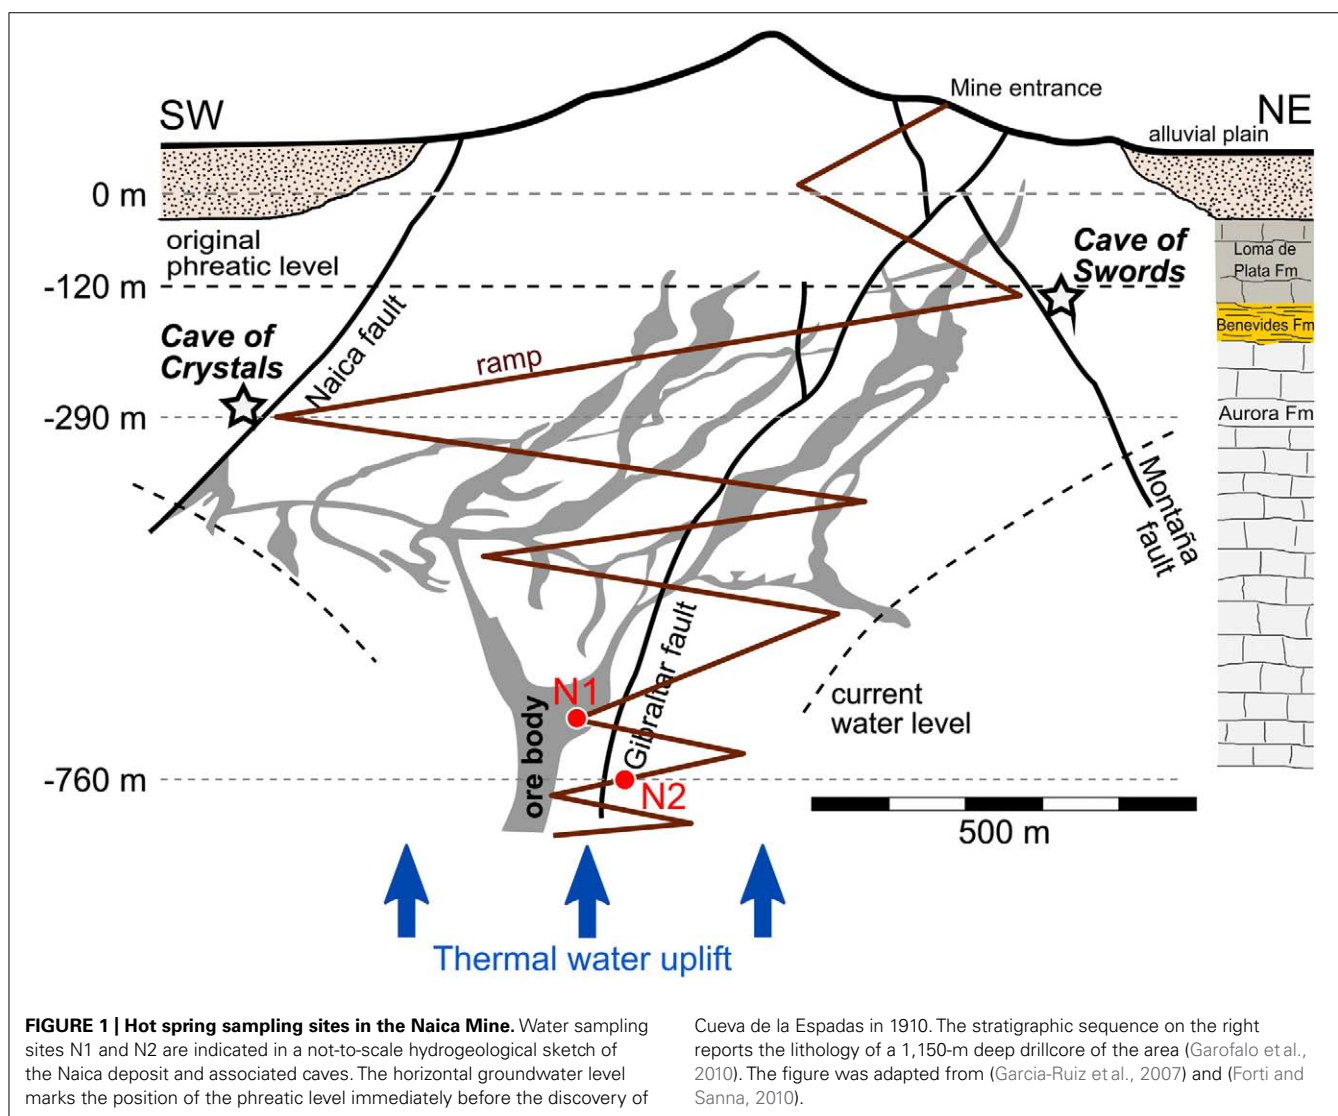 SW
Mine entrance
NE
alluvial plain
0 m
original
phreatic level
Cave of
Swords
Loma de
Plata Fm
-120 m
Benevides Fm
Cave of
Crystals
Naica fault
ramp
-290 m
Aurora Fm
Montaña
fault
N1
Gibraltar fault
ore body
current
water level
-760 m
N2
500 m
Thermal water uplift
FIGURE 1 | Hot spring sampling sites in the Naica Mine. Water sampling
sites N1 and N2 are indicated in a not-to-scale hydrogeological sketch of
the Naica deposit and associated caves. The horizontal groundwater level
marks the position of the phreatic level immediately before the discovery of
Cueva de la Espadas in 1910. The stratigraphic sequence on the right
reports the lithology of a 1,150-m deep drillcore of the area (Garofalo et al.,
2010). The figure was adapted from (Garcia-Ruiz et al., 2007) and (Forti and
Sanna, 2010).